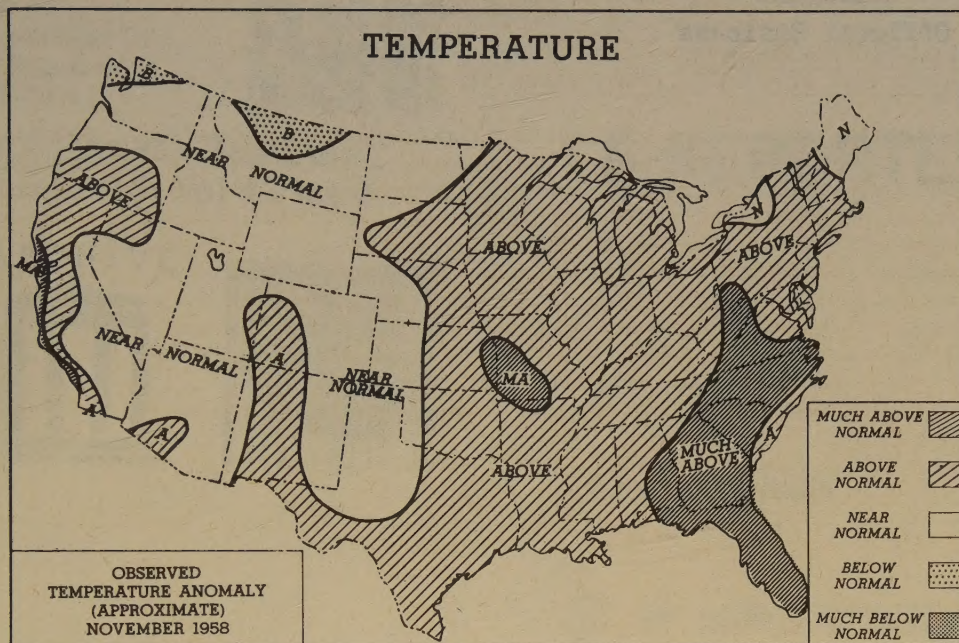 TEMPERATURE
B
B
N
NEAR
NORMAL
ABOVE
N
ABOVE
ABOVE
NEAR NORMAL
A
NEAR
NORMAL
MA
A
A
ABOVE
MUCH
ABOVE
A
MUCH ABOVE
NORMAL
ABOVE
NORMAL
NEAR
NORMAL
BELOW
NORMAL
MUCH BELOW
NORMAL
OBSERVED
TEMPERATURE ANOMALY
(APPROXIMATE)
NOVEMBER 1958